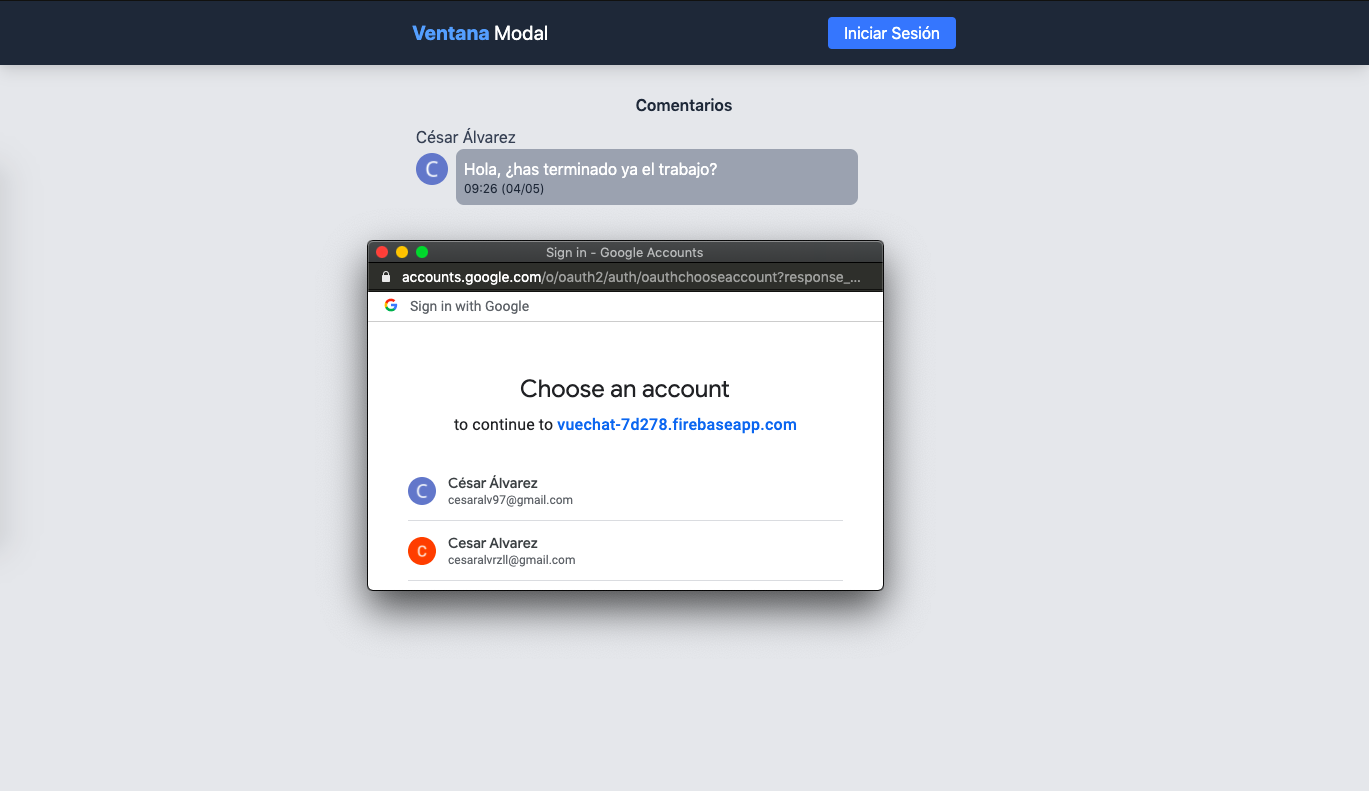 Ventana Modal
Iniciar Sesión
Comentarios
César Álvarez
C
Hola, ¿has terminado ya el trabajo?
09:26 (04/05)
Sign in - Google Accounts
accounts.google.com/o/oauth2/auth/oauthchooseaccount?response_...
G Sign in with Google
Choose an account
to continue to vuechat-7d278.firebaseapp.com
C
César Álvarez
cesaralv97@gmail.com
C
Cesar Alvarez
cesaralvrzll@gmail.com